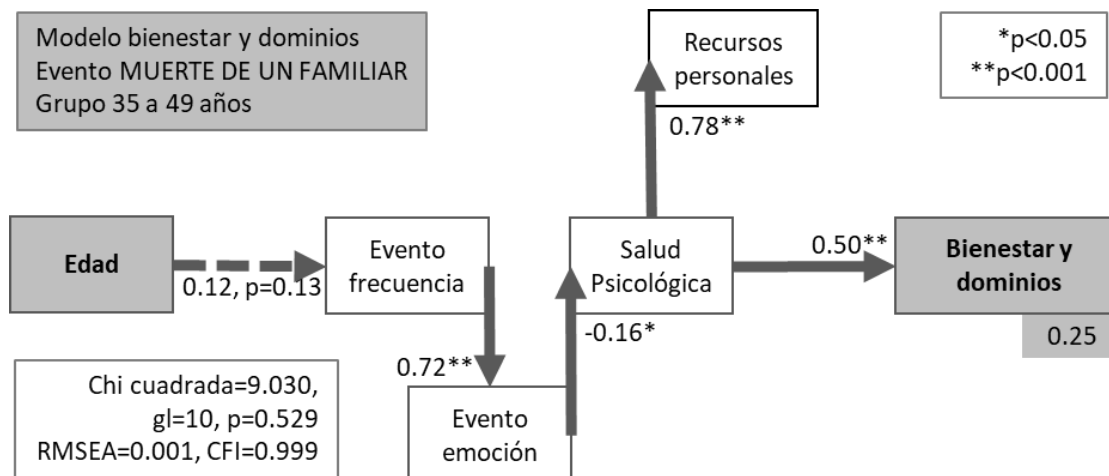 Modelo bienestar y dominios
Evento MUERTE DE UN FAMILIAR
Grupo 35 a 49 años
Recursos
personales
*p<0.05
**p<0.001
0.78**
Edad
0.12, p=0.13
Evento
frecuencia
Salud
Psicológica
0.50**
Bienestar y
dominios
0.25
-0.16*
0.72**
Evento
emoción
Chi cuadrada=9.030,
gl=10, p=0.529
RMSEA=0.001, CFI=0.999